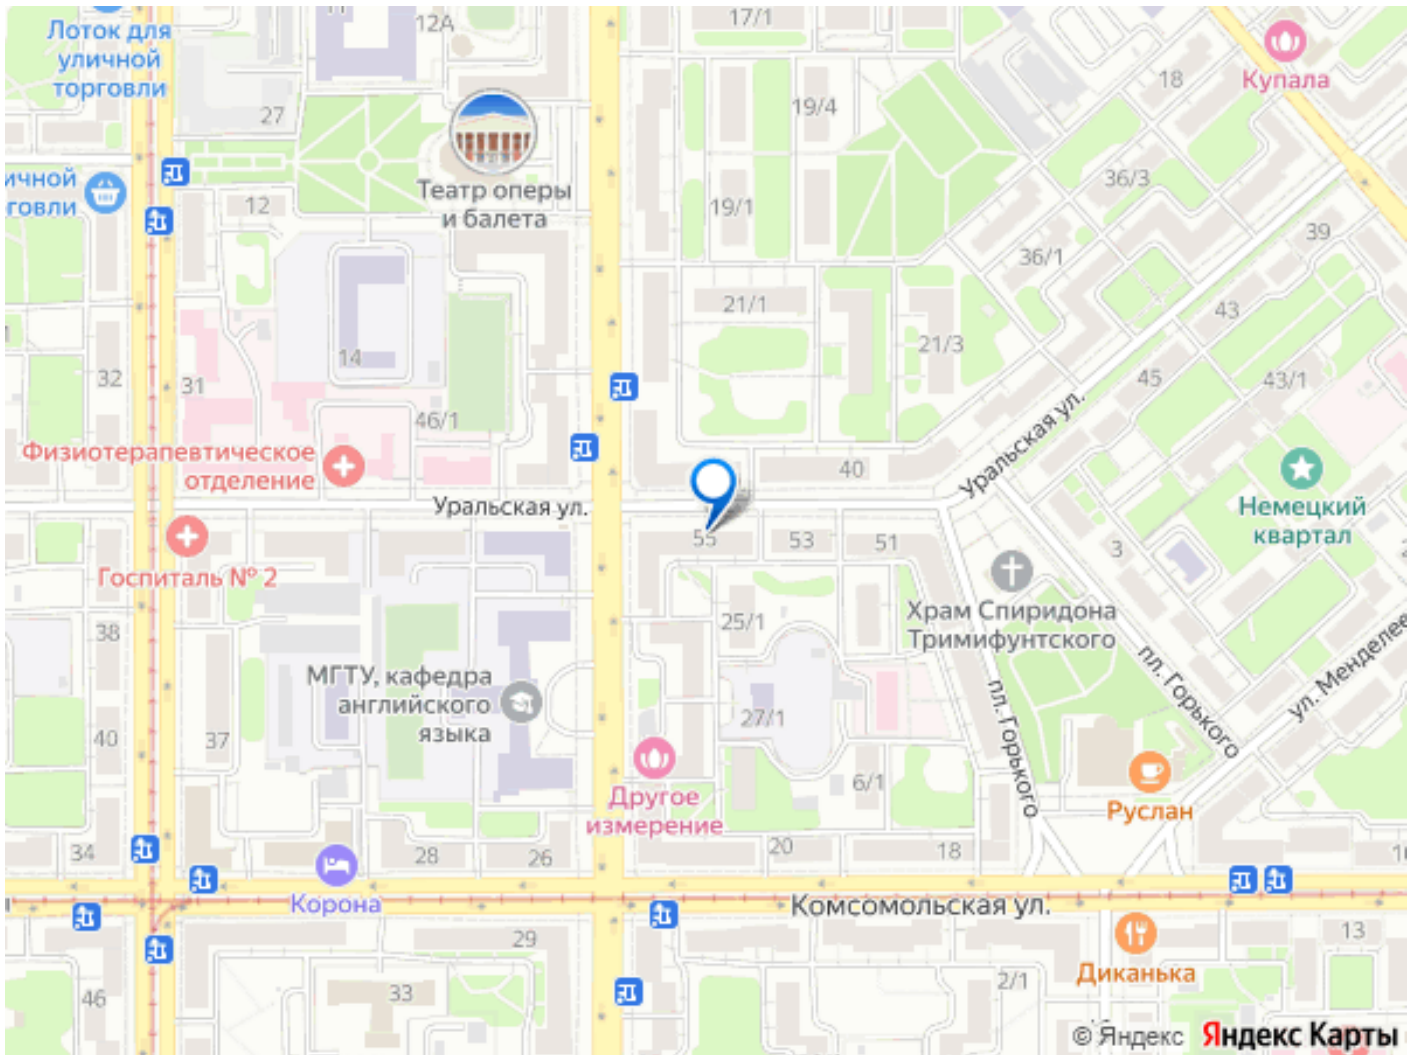 Лоток для
уличной
торговли
12А
17/1
Купала
18
27
19/4
Театр оперы
и балета
ичной
говли
12
19/1
36/3
36/1
39
21/1
43
21/3
14
32
31
45
43/1
46/1
Уральская ул.
Физиотерапевтическое
отделение
40
Немецкий
квартал
Уральская ул.
55
53
51
3
Госпиталь № 2
Храм Спиридона
Тримифунтского
38
25/1
МГТУ, кафедра
английского
языка
пл. Горького
пл. Горького
ул. Менделее
27/1
40
37
6/1
Другое
измерение
Руслан
34
28
26
20
18
Корона
Комсомольская ул.
29
13
Диканька
46
33
2/1
© Яндекс Яндекс Карты